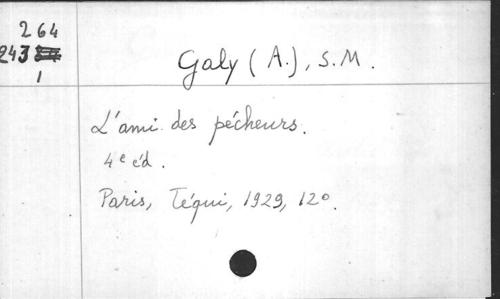 264
243
1
Galy (A.), S.M.
L'ami des pécheurs.
4e éd.
Paris, Téqui, 1929, 12°.